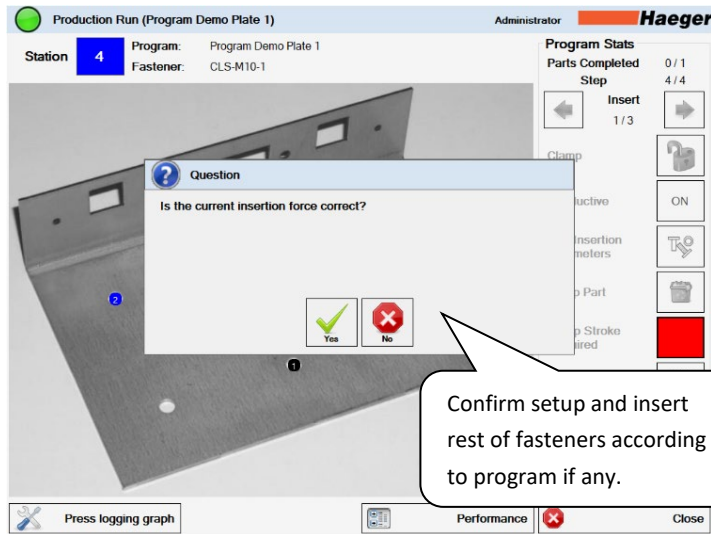 Production Run (Program Demo Plate 1)
Administrator
Haeger
Station
4
Program:
Program Demo Plate 1
Fastener:
CLS-M10-1
Program Stats
Parts Completed
0 / 1
Step
4 / 4
Insert
1 / 3
Clamp
ON
Question
Is the current insertion force correct?
Yes
No
Insertion
Part
Stroke
2
1
Confirm setup and insert
rest of fasteners according
to program if any.
Press logging graph
Performance
Close